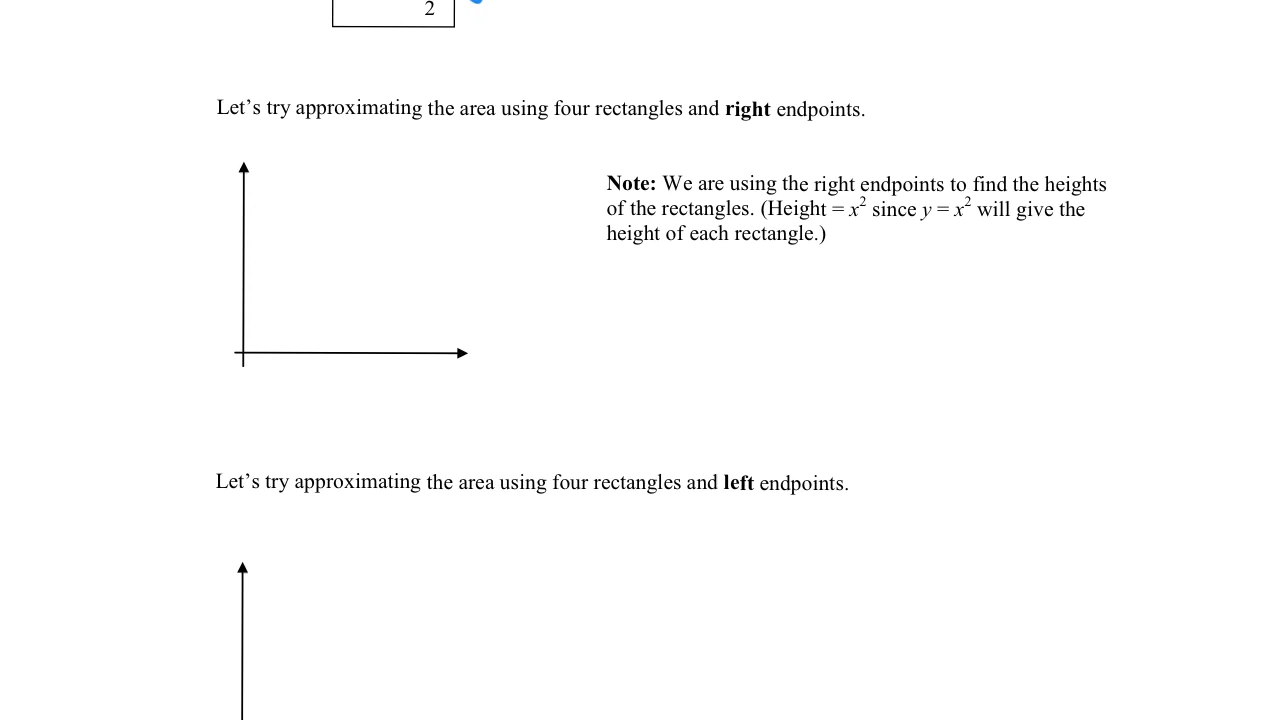 2
Let’s try approximating the area using four rectangles and right endpoints.
Note: We are using the right endpoints to find the heights
of the rectangles. (Height = x² since y = x² will give the
height of each rectangle.)
Let’s try approximating the area using four rectangles and left endpoints.